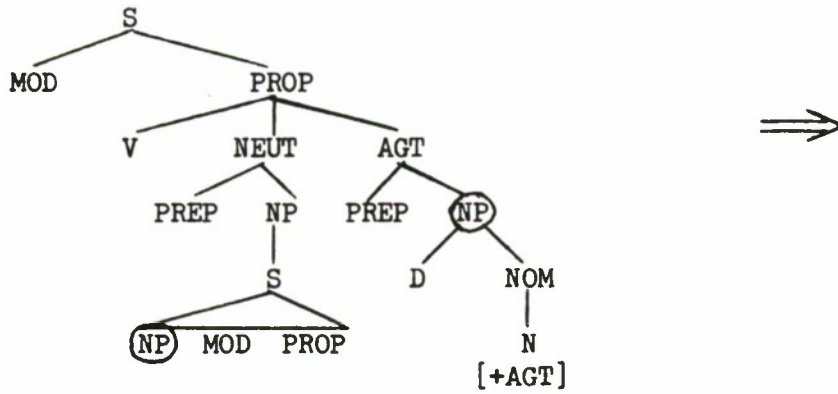 S
MOD PROP
V NEUT AGT
PREP NP PREP NP
S D NOM
NP MOD PROP N
[+AGT]